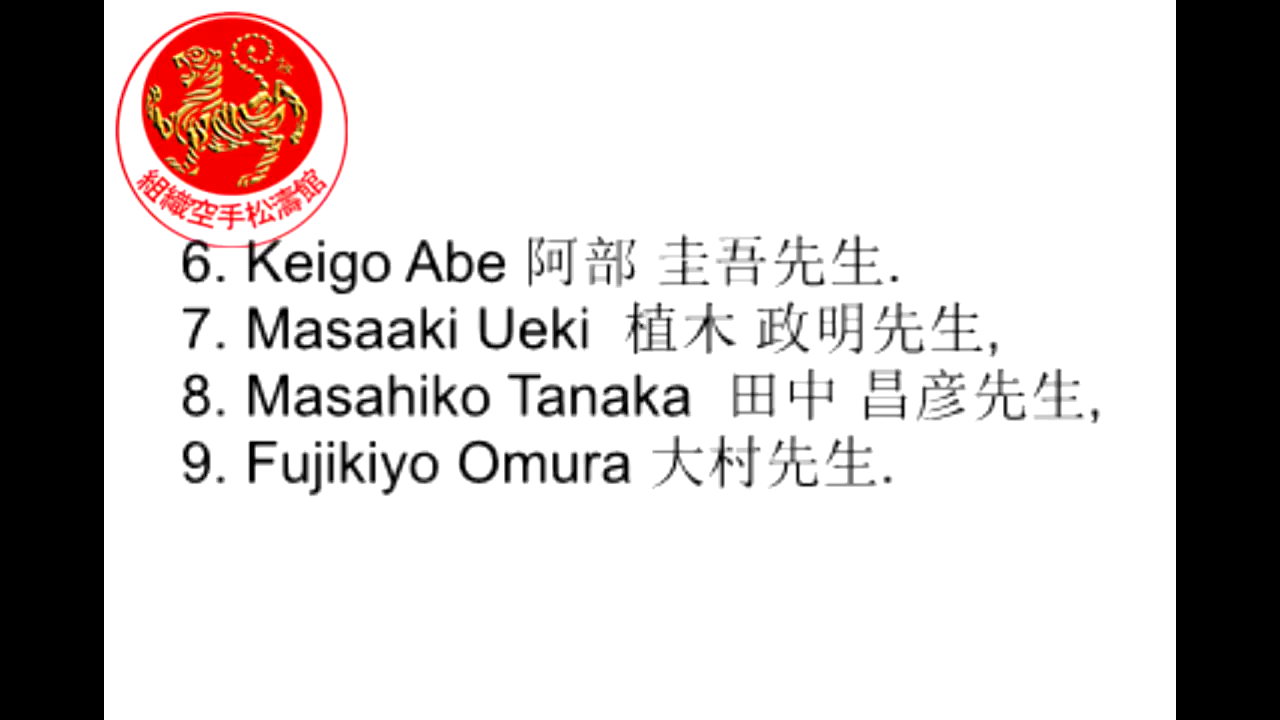 組織空手松濤館
6. Keigo Abe 阿部 圭吾先生.
7. Masaaki Ueki 植木 政明先生,
8. Masahiko Tanaka 田中 昌彦先生,
9. Fujikiyo Omura 大村先生.